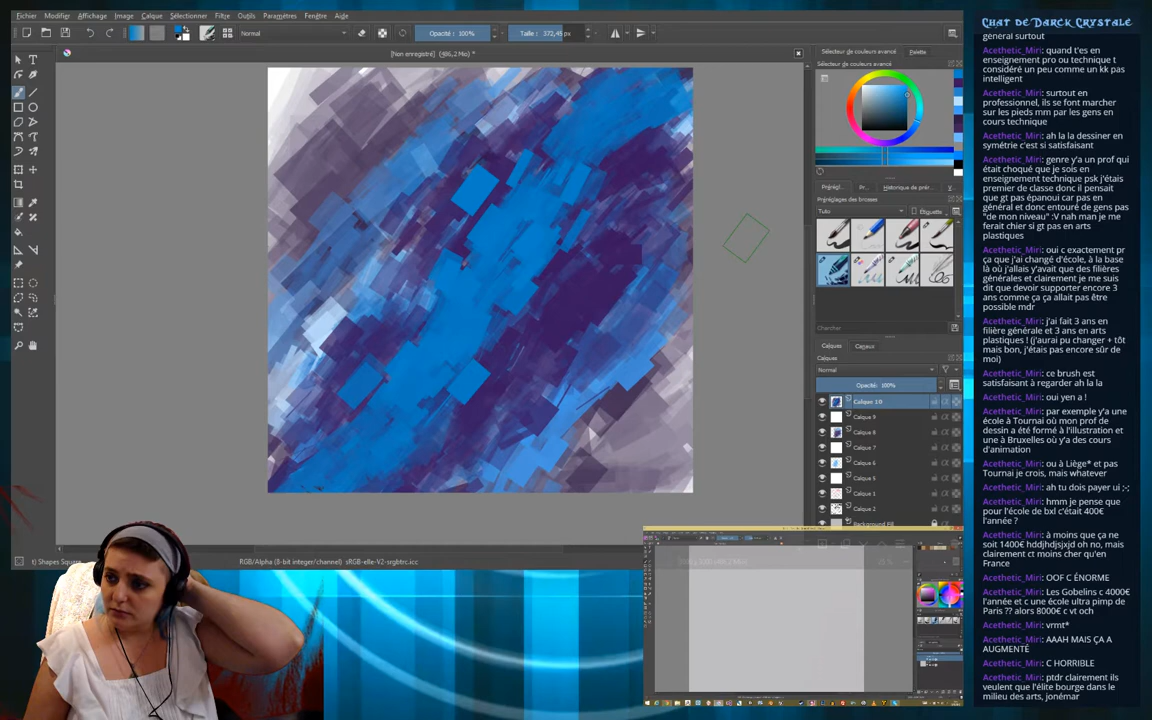 Fichier Modifier Affichage Image Calque Sélectionner Filtre Outils Paramètres Fenêtre Aide
Normal
Opacité: 100%
Taille: 372,45 px
[Non enregistré] (486,2 Mio) *
Sélecteur de couleurs avancé Palette
Sélecteur de couleurs avancé
Prérégl... Pr... Historique de prér... V...
Préréglages des brosses
Tuto
Étiquette
Chercher
Calques Canaux
Calques
Normal
Opacité: 100%
Calque 10
Calque 9
Calque 8
Calque 7
Calque 6
Calque 5
Calque 1
Calque 2
Background Fill
t) Shapes Square
RGB/Alpha (8-bit integer/channel) sRGB-elle-V2-srgbtrc.icc
Chat de Darck Crystale
général surtout
Acethetic_Miri: quand t'es en
enseignement pro ou technique t
considéré un peu comme un kk pas
intelligent
Acethetic_Miri: surtout en
professionnel, ils se font marcher
sur les pieds mm par les gens en
cours technique
Acethetic_Miri: ah la la dessiner en
symétrie c'est si satisfaisant
Acethetic_Miri: genre y'a un prof qui
était choqué que je sois en
enseignement technique psk j'étais
premier de classe donc il pensait
que gt pas épanoui car pas en
général et donc entouré de gens pas
"de mon niveau" :V nah man je me
ferait chier si gt pas en arts
plastiques
Acethetic_Miri: oui c exactement pr
ça que j'ai changé d'école, à la base
là où j'allais y'avait que des filières
générales et clairement je me suis
dit que devoir supporter encore 3
ans comme ça ça allait pas être
possible mdr
Acethetic_Miri: j'ai fait 3 ans en
filière générale et 3 ans en arts
plastiques ! (j'aurai pu changer + tôt
mais bon, j'étais pas encore sûr de
moi)
Acethetic_Miri: ce brush est
satisfaisant à regarder ah la la
Acethetic_Miri: oui yen a !
Acethetic_Miri: par exemple y'a une
école à Tournai où mon prof de
dessin a été formé à l'illustration et
une à Bruxelles où y'a des cours
d'animation
Acethetic_Miri: ou à Liège* et pas
Tournai je crois, mais whatever
Acethetic_Miri: ah tu dois payer ui ;-;
Acethetic_Miri: hmm je pense que
pour l'école de bxl c'était 400€
l'année ?
Acethetic_Miri: à moins que ça ne
soit 1400€ hddjhdjsjxjd oh no, mais
clairement ct moins cher qu'en
France
Acethetic_Miri: OOF C ÉNORME
Acethetic_Miri: Les Gobelins c 4000€
l'année et c une école ultra pimp de
Paris ?? alors 8000€ c vt och
Acethetic_Miri: vrmt*
Acethetic_Miri: AAAH MAIS ÇA A
AUGMENTÉ
Acethetic_Miri: C HORRIBLE
Acethetic_Miri: ptdr clairement ils
veulent que l'élite bourge dans le
milieu des arts, jonémar